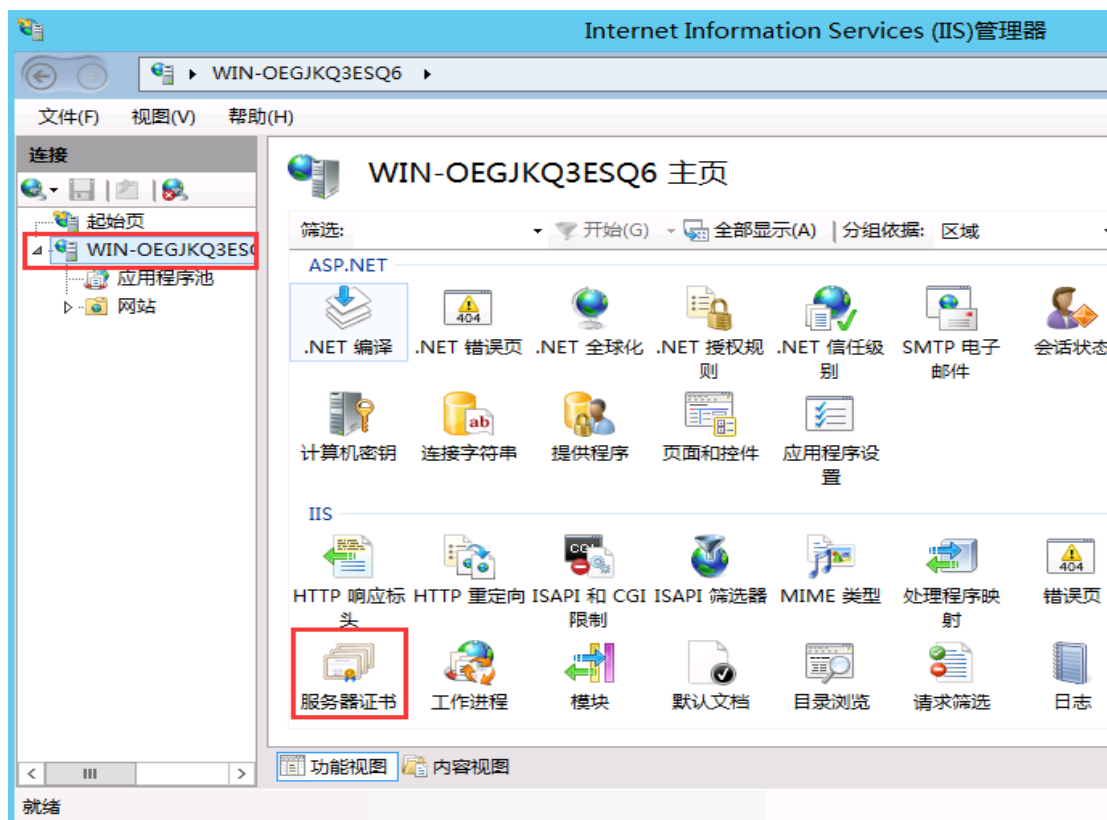 Internet Information Services (IIS)管理器
WIN-OEGJKQ3ESQ6
文件(F) 视图(V) 帮助(H)
连接
起始页
WIN-OEGJKQ3ES
应用程序池
网站
WIN-OEGJKQ3ESQ6 主页
筛选: 开始(G) 全部显示(A) 分组依据: 区域
ASP.NET
404
.NET 编译 .NET 错误页 .NET 全球化 .NET 授权规 .NET 信任级 SMTP 电子 会话状态
则 别 邮件
ab
计算机密钥 连接字符串 提供程序 页面和控件 应用程序设
置
IIS
CGI 404
HTTP 响应标 HTTP 重定向 ISAPI 和 CGI ISAPI 筛选器 MIME 类型 处理程序映 错误页
头 限制 射
服务器证书 工作进程 模块 默认文档 目录浏览 请求筛选 日志
功能视图 内容视图
就绪